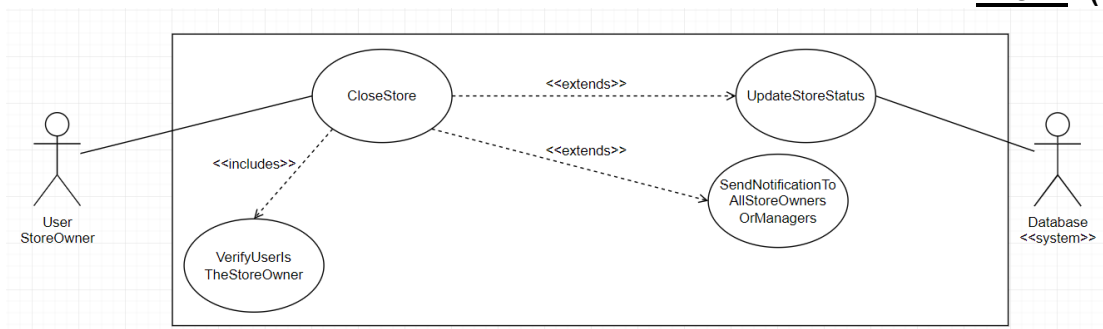 CloseStore
<<extends>>
UpdateStoreStatus
<<includes>>
<<extends>>
SendNotificationTo
AllStoreOwners
OrManagers
User
StoreOwner
Database
<<system>>
VerifyUserIs
TheStoreOwner